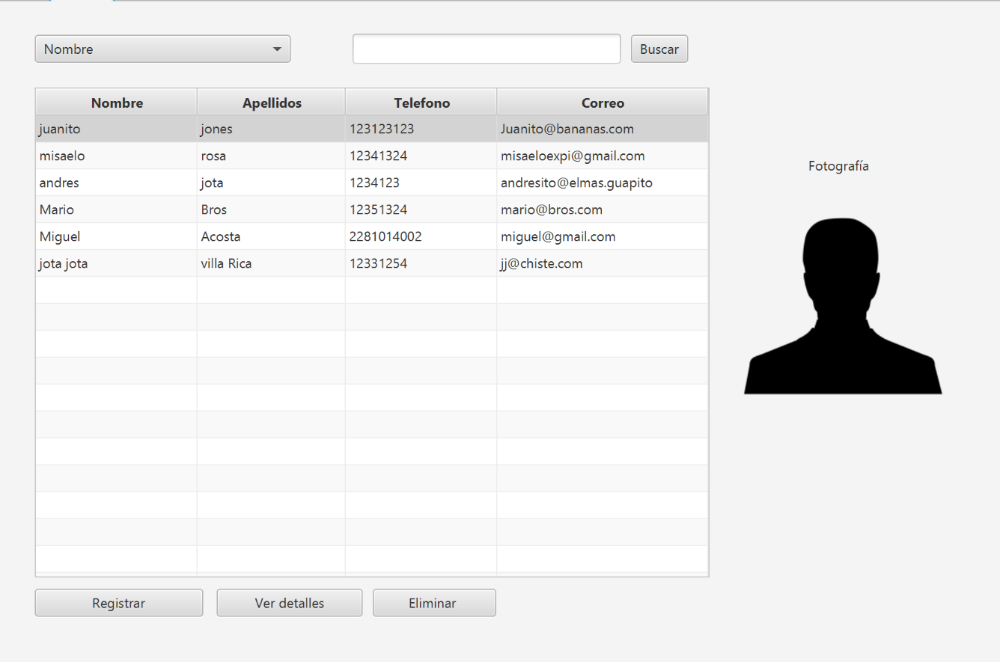 Nombre Buscar
Nombre Apellidos Telefono Correo
juanito jones 123123123 Juanito@bananas.com
misaelo rosa 12341324 misaeloexpi@gmail.com
andres jota 1234123 andresito@elmas.guapito
Mario Bros 12351324 mario@bros.com
Miguel Acosta 2281014002 miguel@gmail.com
jota jota villa Rica 12331254 jj@chiste.com
Fotografía
Registrar Ver detalles Eliminar